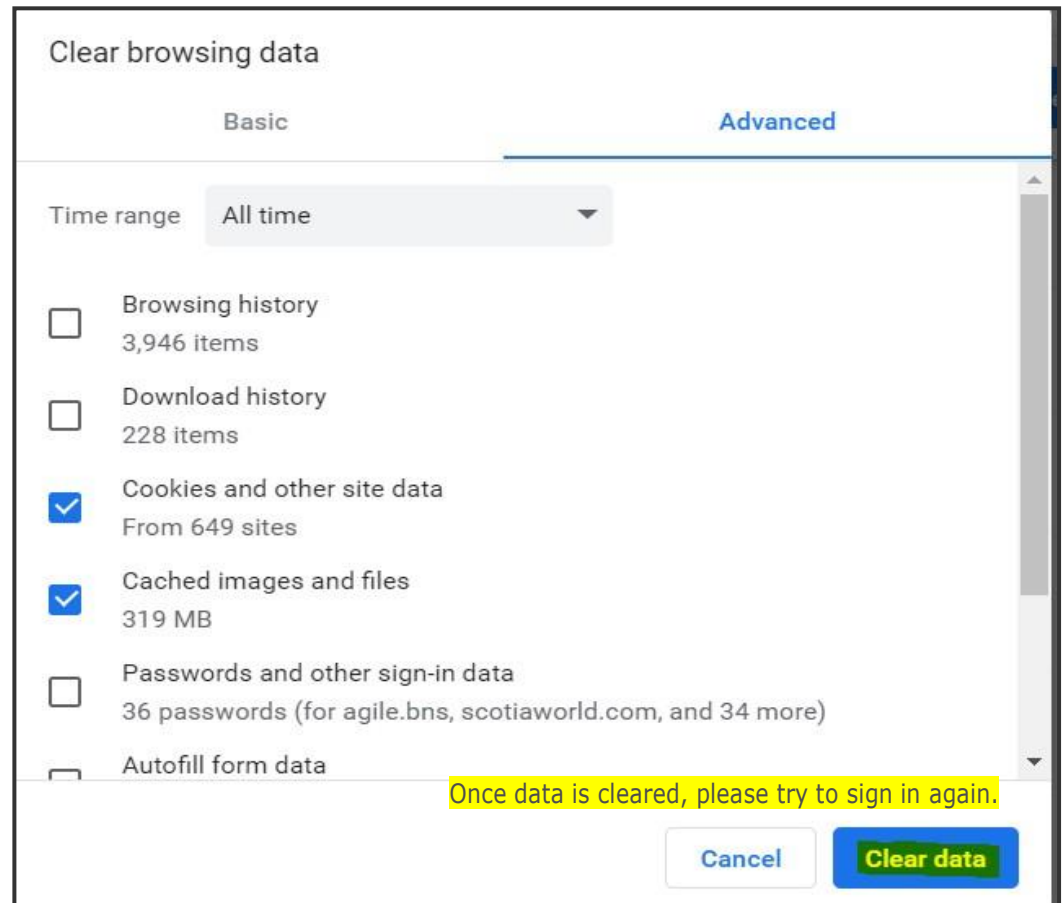 Clear browsing data
Basic
Advanced
Time range
All time
Browsing history
3,946 items
Download history
228 items
Cookies and other site data
From 649 sites
Cached images and files
319 MB
Passwords and other sign-in data
36 passwords (for agile.bns, scotiaworld.com, and 34 more)
Autofill form data
Once data is cleared, please try to sign in again.
Cancel
Clear data